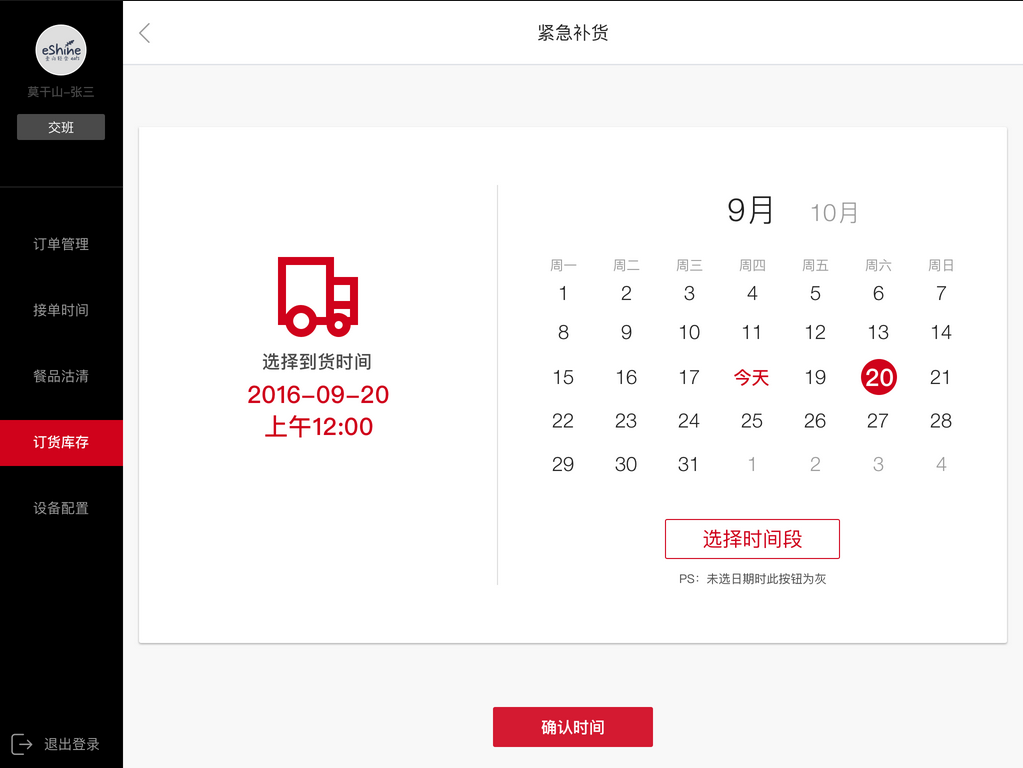 eShine
莫干山-张三
交班
订单管理
接单时间
餐品沽清
订货库存
设备配置
退出登录
紧急补货
选择到货时间
2016-09-20
上午12:00
9月 10月
周一 周二 周三 周四 周五 周六 周日
1 2 3 4 5 6 7
8 9 10 11 12 13 14
15 16 17 今天 19 20 21
22 23 24 25 26 27 28
29 30 31 1 2 3 4
选择时间段
PS：未选日期时此按钮为灰
确认时间